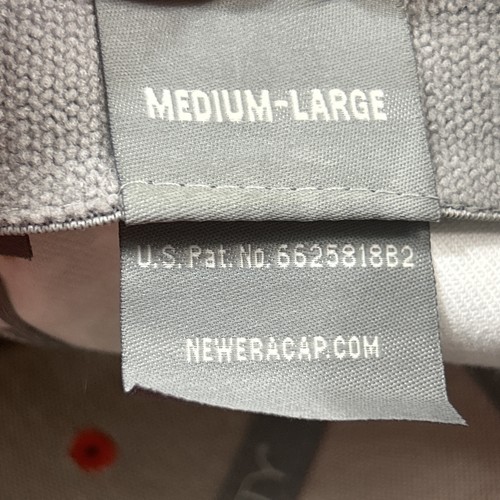 MEDIUM-LARGE
U.S. Pat. No. 6625818B2
NEWERACAP.COM